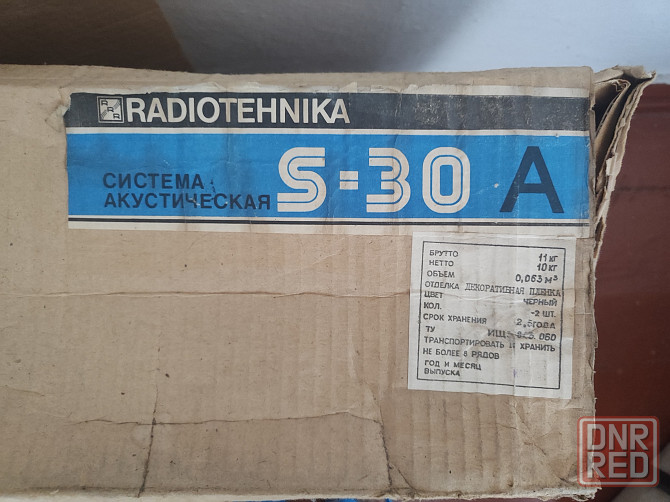 RADIOTEHNIKA
СИСТЕМА
АКУСТИЧЕСКАЯ
S-30 A
БРУТТО 11 КГ
НЕТТО 10 КГ
ОБЪЕМ 0,063 М³
ОТДЕЛКА ДЕКОРАТИВНАЯ ПЛЕНКА
ЦВЕТ ЧЕРНЫЙ
КОЛ. -2 ШТ.
СРОК ХРАНЕНИЯ 2,5 ГОДА
ТУ
ТРАНСПОРТИРОВАТЬ И ХРАНИТЬ
НЕ БОЛЕЕ 8 РЯДОВ
ГОД И МЕСЯЦ
ВЫПУСКА
DNR
RED